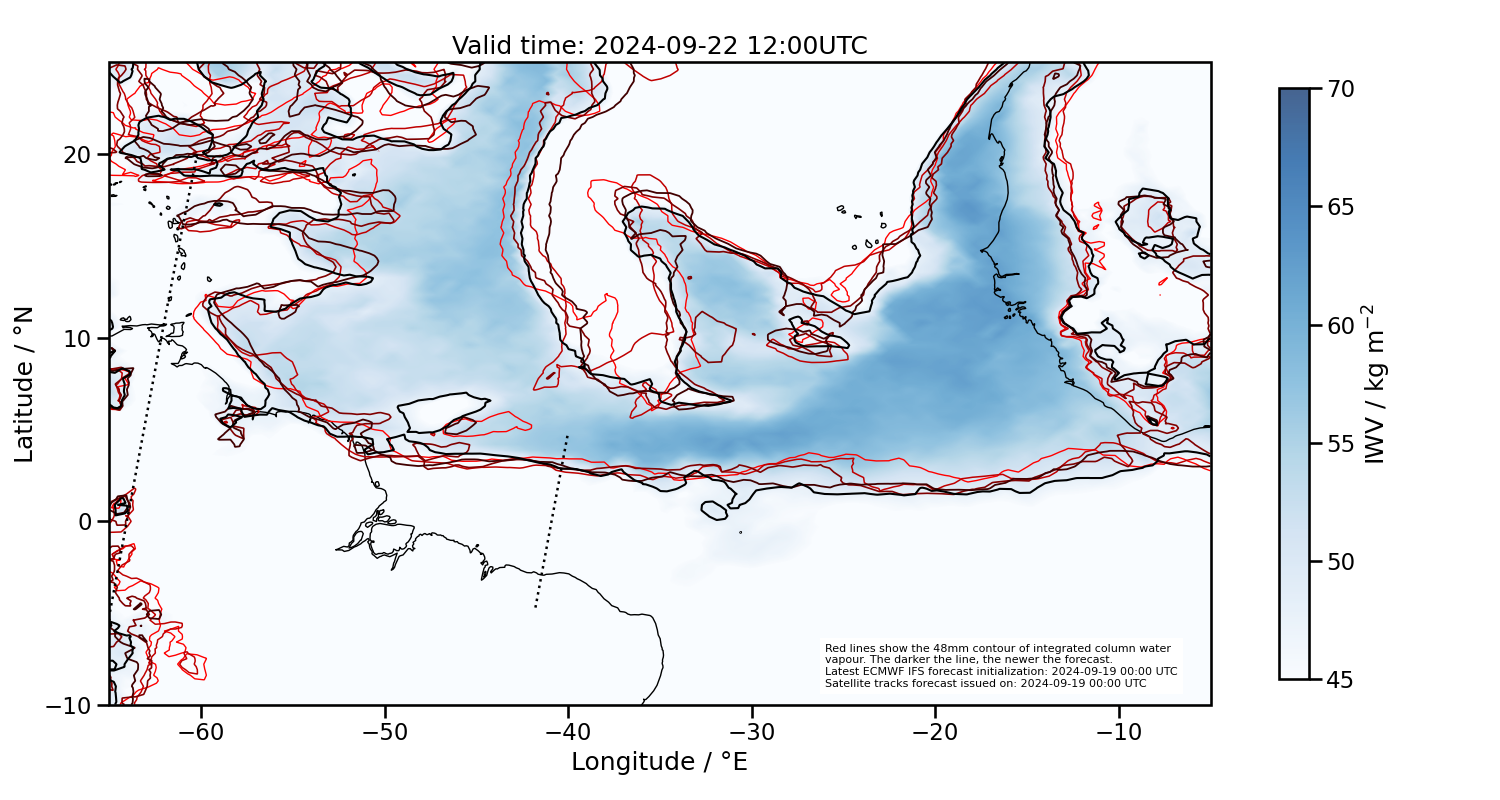 Valid time: 2024-09-22 12:00UTC
Latitude / °N
20
10
0
−10
−60
−50
−40
−30
−20
−10
Longitude / °E
Red lines show the 48mm contour of integrated column water
vapour. The darker the line, the newer the forecast.
Latest ECMWF IFS forecast initialization: 2024-09-19 00:00 UTC
Satellite tracks forecast issued on: 2024-09-19 00:00 UTC
70
65
60
55
50
45
IWV / kg m⁻²